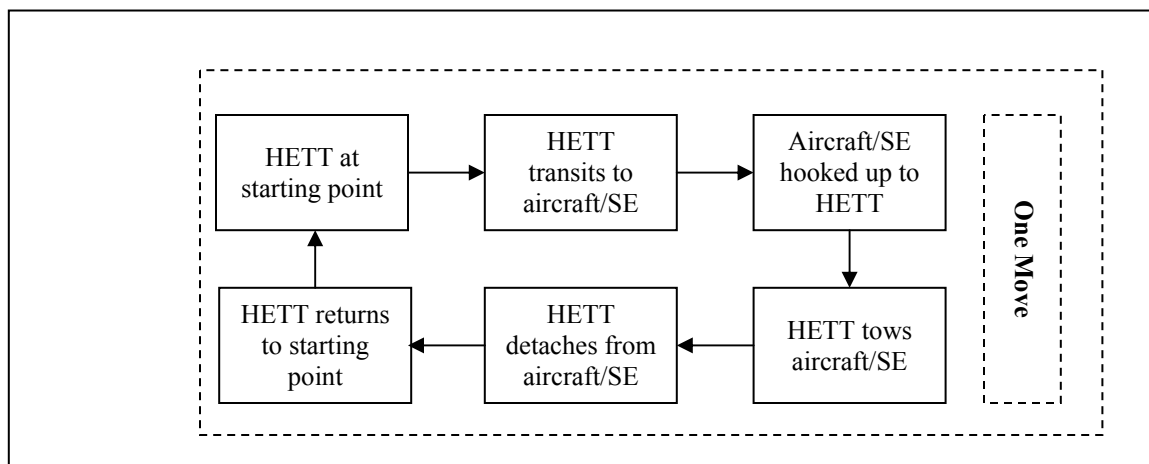 HETT at
starting point
HETT
transits to
aircraft/SE
Aircraft/SE
hooked up to
HETT
One Move
HETT returns
to starting
point
HETT
detaches from
aircraft/SE
HETT tows
aircraft/SE